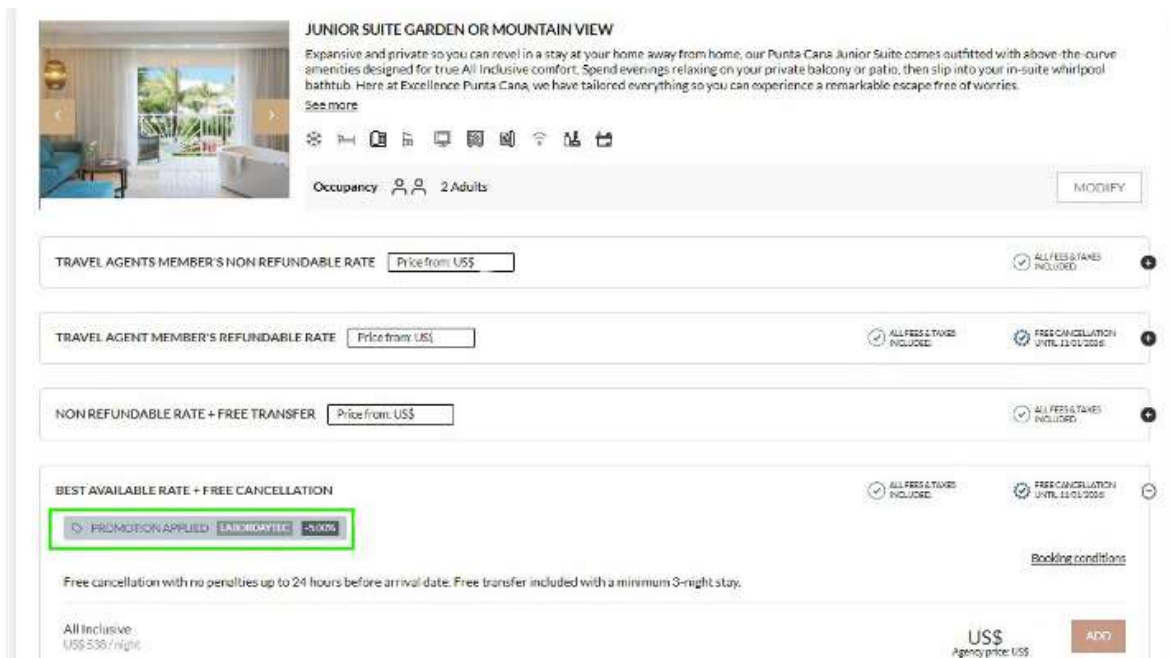 JUNIOR SUITE GARDEN OR MOUNTAIN VIEW
Expansive and private so you can revel in a stay at your home away from home, our Punta Cana Junior Suite comes outfitted with above-the-curve
amenities designed for true All Inclusive comfort. Spend evenings relaxing on your private balcony or patio, then slip into your in-suite whirlpool
bathtub. Here at Excellence Punta Cana, we have tailored everything so you can experience a remarkable escape free of worries.
See more
Occupancy 2 Adults
MODIFY
TRAVEL AGENTS MEMBER'S NON REFUNDABLE RATE Price from: US$
ALL FEES & TAXES
INCLUDED
TRAVEL AGENT MEMBER'S REFUNDABLE RATE Price from: US$
ALL FEES & TAXES
INCLUDED
FREE CANCELLATION
UNTIL
NON REFUNDABLE RATE + FREE TRANSFER Price from: US$
ALL FEES & TAXES
INCLUDED
BEST AVAILABLE RATE + FREE CANCELLATION
ALL FEES & TAXES
INCLUDED
FREE CANCELLATION
UNTIL
PROMOTION APPLIED LABORDAYTEC -5.00%
Booking conditions
Free cancellation with no penalties up to 24 hours before arrival date. Free transfer included with a minimum 3-night stay.
All Inclusive
US$ 538 / night
US$
Agency price: US$
ADD